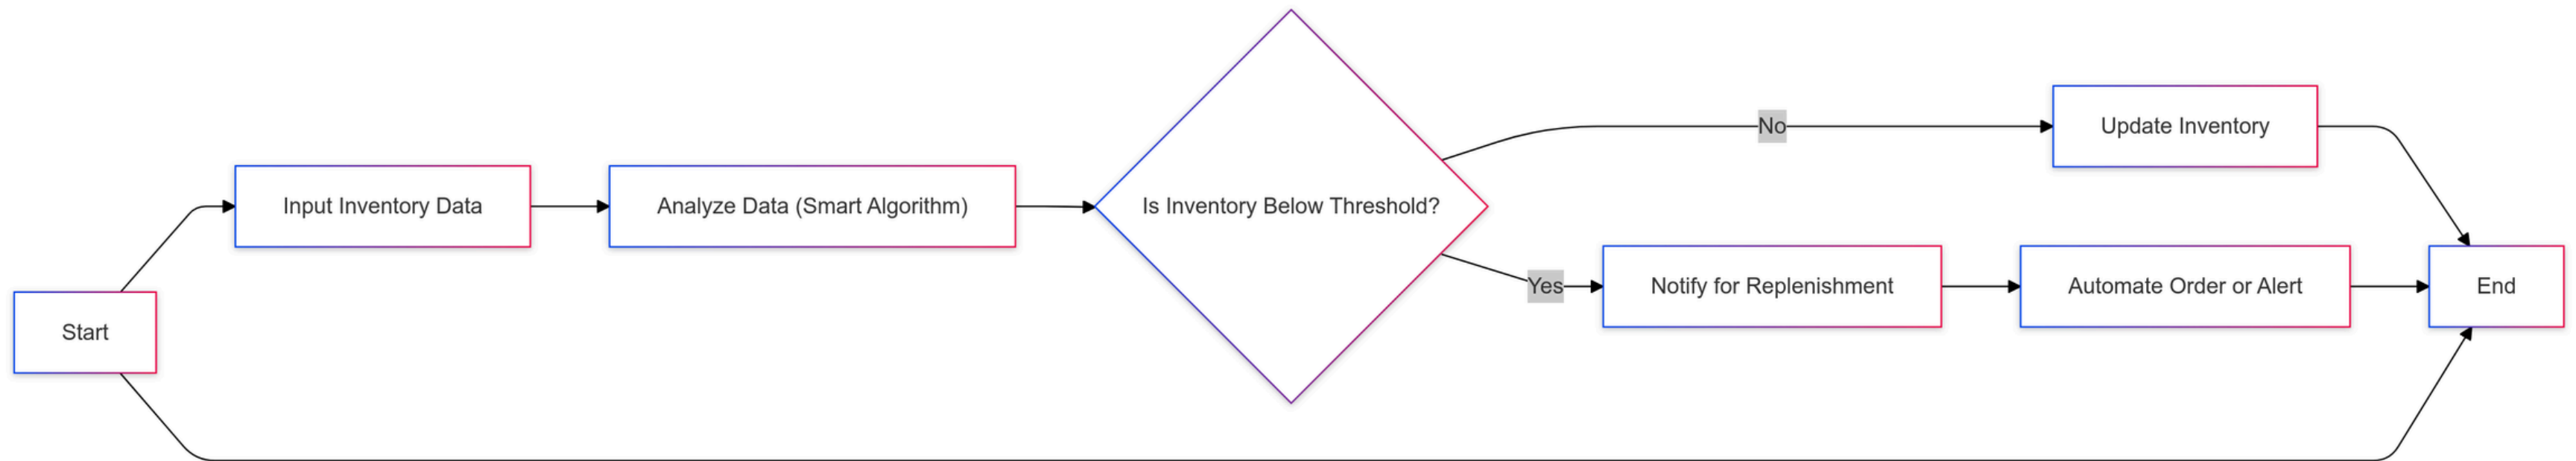 Start
Input Inventory Data
Analyze Data (Smart Algorithm)
Is Inventory Below Threshold?
No
Update Inventory
Yes
Notify for Replenishment
Automate Order or Alert
End